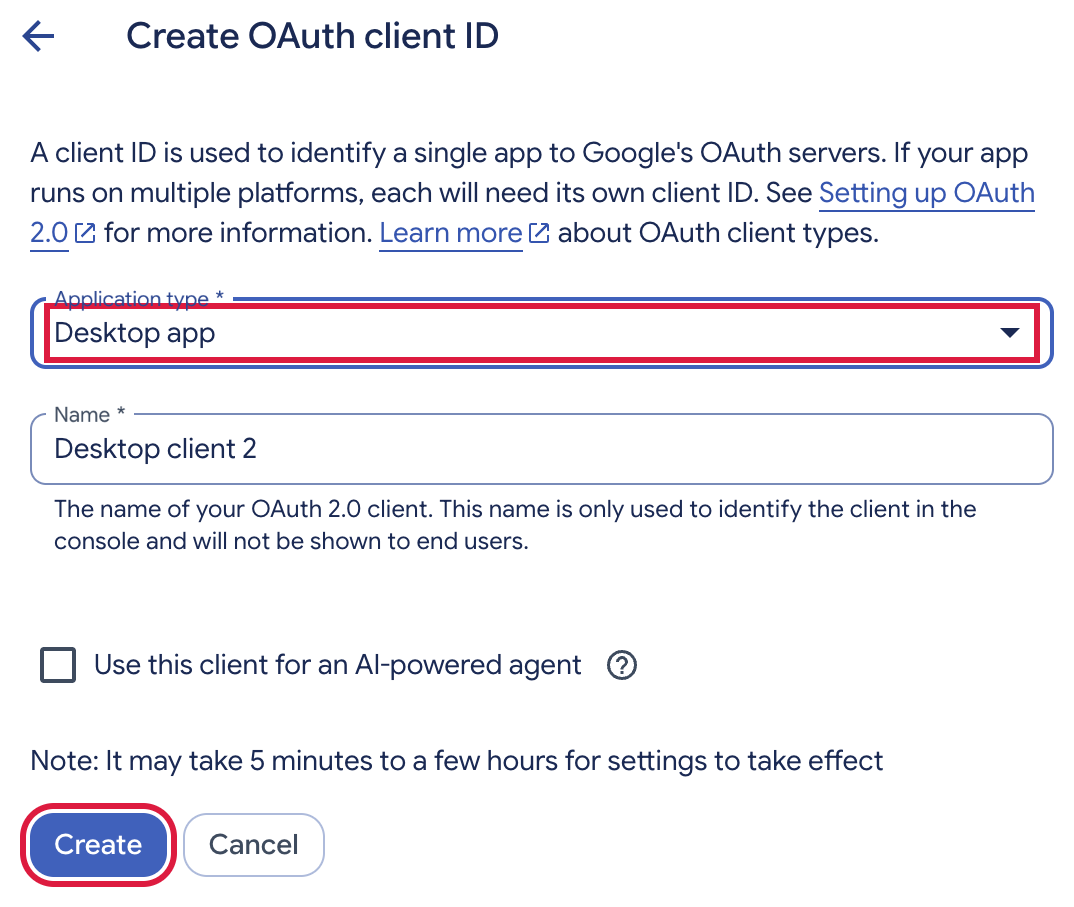 Create OAuth client ID
A client ID is used to identify a single app to Google's OAuth servers. If your app
runs on multiple platforms, each will need its own client ID. See Setting up OAuth
2.0 for more information. Learn more about OAuth client types.
Application type *
Desktop app
Name *
Desktop client 2
The name of your OAuth 2.0 client. This name is only used to identify the client in the
console and will not be shown to end users.
Use this client for an AI-powered agent
Note: It may take 5 minutes to a few hours for settings to take effect
Create Cancel